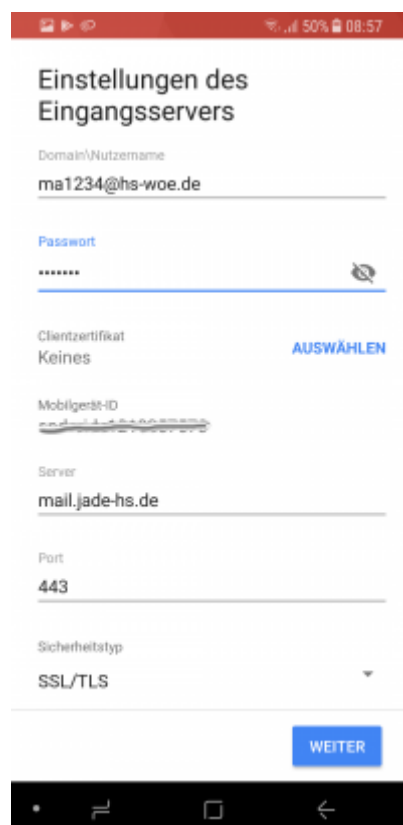 50% 08:57
Einstellungen des
Eingangsservers
Domain\Nutzername
ma1234@hs-woe.de
Passwort
•••••••
Clientzertifikat
Keines
AUSWÄHLEN
Mobilgerät-ID
Server
mail.jade-hs.de
Port
443
Sicherheitstyp
SSL/TLS
WEITER